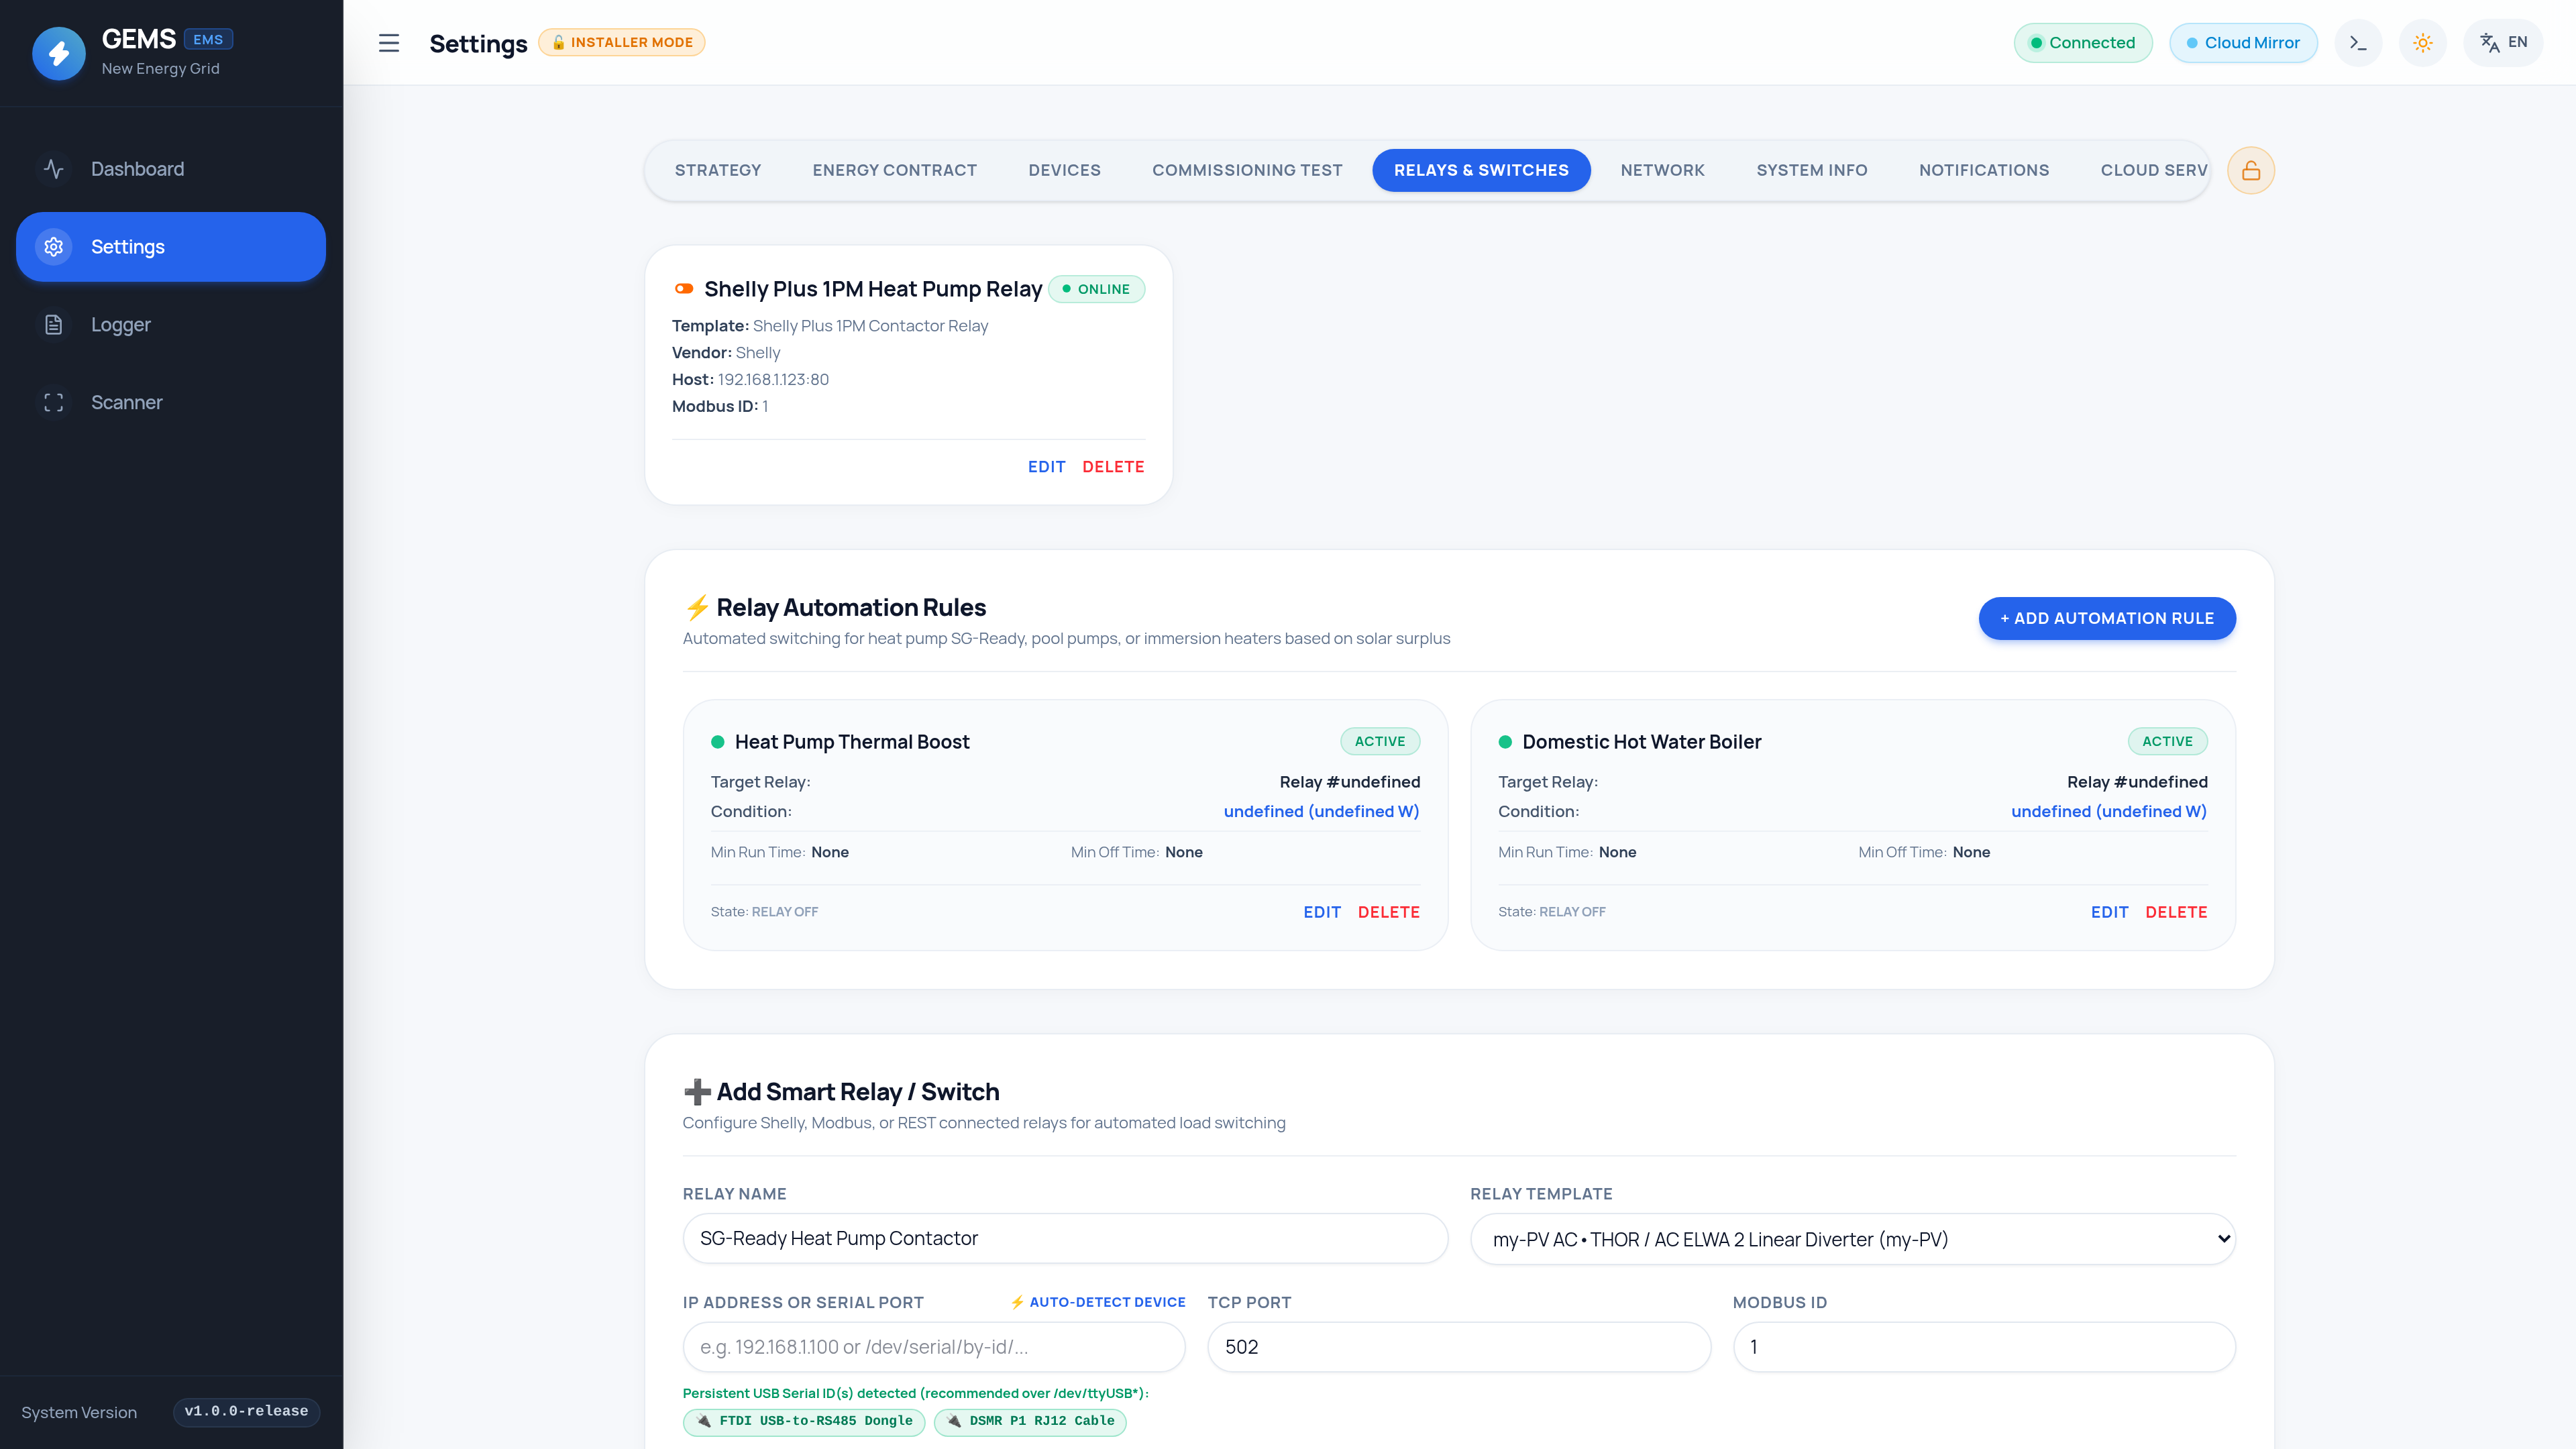 GEMS EMS
New Energy Grid
Dashboard
Settings
Logger
Scanner
System Version v1.0.0-release
Settings 🔓 INSTALLER MODE
Connected
Cloud Mirror
EN
STRATEGY ENERGY CONTRACT DEVICES COMMISSIONING TEST RELAYS & SWITCHES NETWORK SYSTEM INFO NOTIFICATIONS CLOUD SERV
Shelly Plus 1PM Heat Pump Relay ONLINE
Template: Shelly Plus 1PM Contactor Relay
Vendor: Shelly
Host: 192.168.1.123:80
Modbus ID: 1
EDIT DELETE
⚡ Relay Automation Rules
Automated switching for heat pump SG-Ready, pool pumps, or immersion heaters based on solar surplus
+ ADD AUTOMATION RULE
Heat Pump Thermal Boost ACTIVE
Target Relay: Relay #undefined
Condition: undefined (undefined W)
Min Run Time: None Min Off Time: None
State: RELAY OFF EDIT DELETE
Domestic Hot Water Boiler ACTIVE
Target Relay: Relay #undefined
Condition: undefined (undefined W)
Min Run Time: None Min Off Time: None
State: RELAY OFF EDIT DELETE
➕ Add Smart Relay / Switch
Configure Shelly, Modbus, or REST connected relays for automated load switching
RELAY NAME
SG-Ready Heat Pump Contactor
RELAY TEMPLATE
my-PV AC•THOR / AC ELWA 2 Linear Diverter (my-PV)
IP ADDRESS OR SERIAL PORT ⚡ AUTO-DETECT DEVICE
e.g. 192.168.1.100 or /dev/serial/by-id/...
TCP PORT
502
MODBUS ID
1
Persistent USB Serial ID(s) detected (recommended over /dev/ttyUSB*):
🔌 FTDI USB-to-RS485 Dongle 🔌 DSMR P1 RJ12 Cable